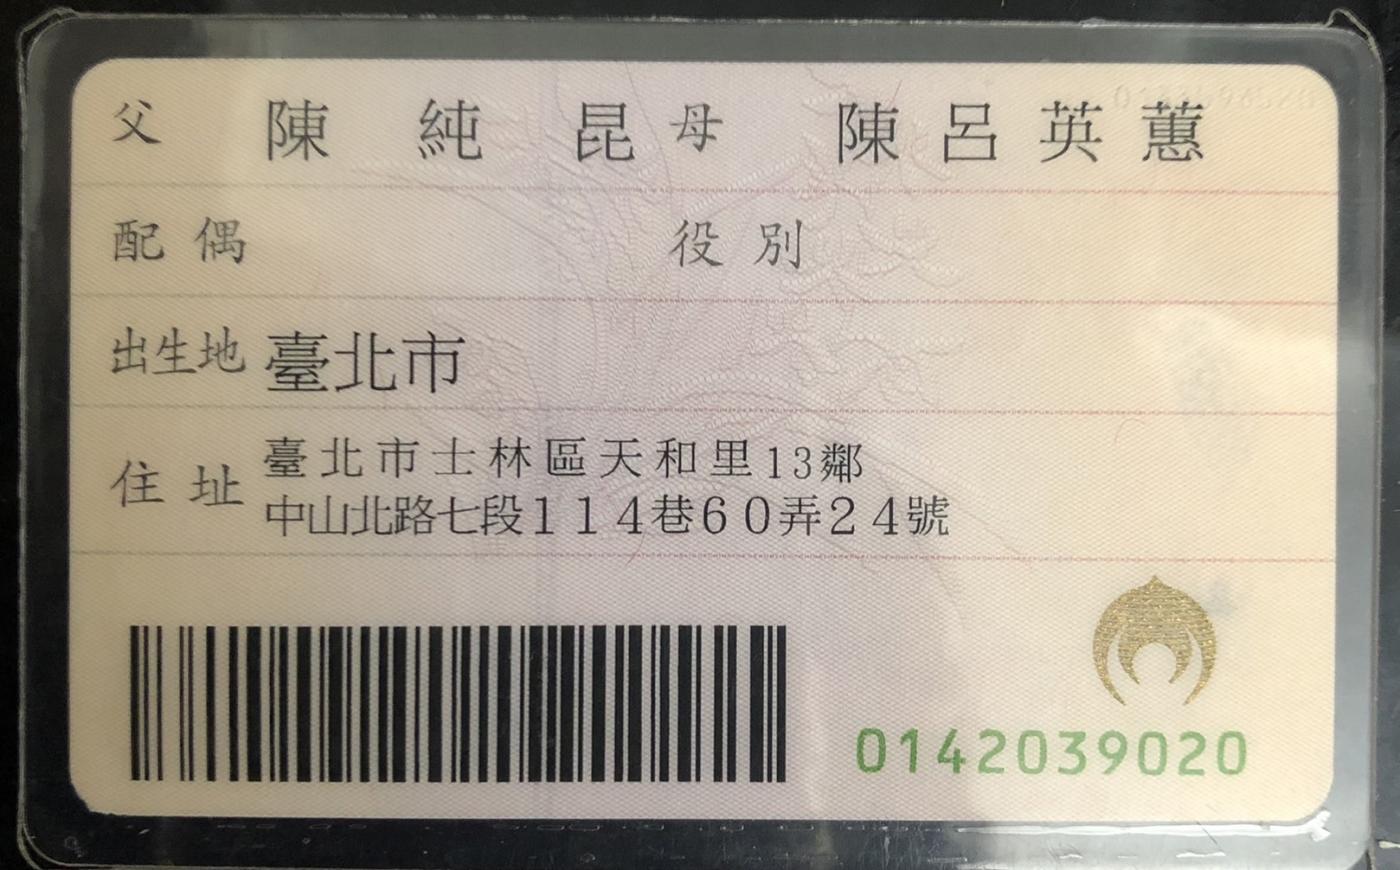 父 陳純昆 母 陳呂英蕙
配偶 役別
出生地 臺北市
住址 臺北市士林區天和里13鄰
中山北路七段114巷60弄24號
0142039020